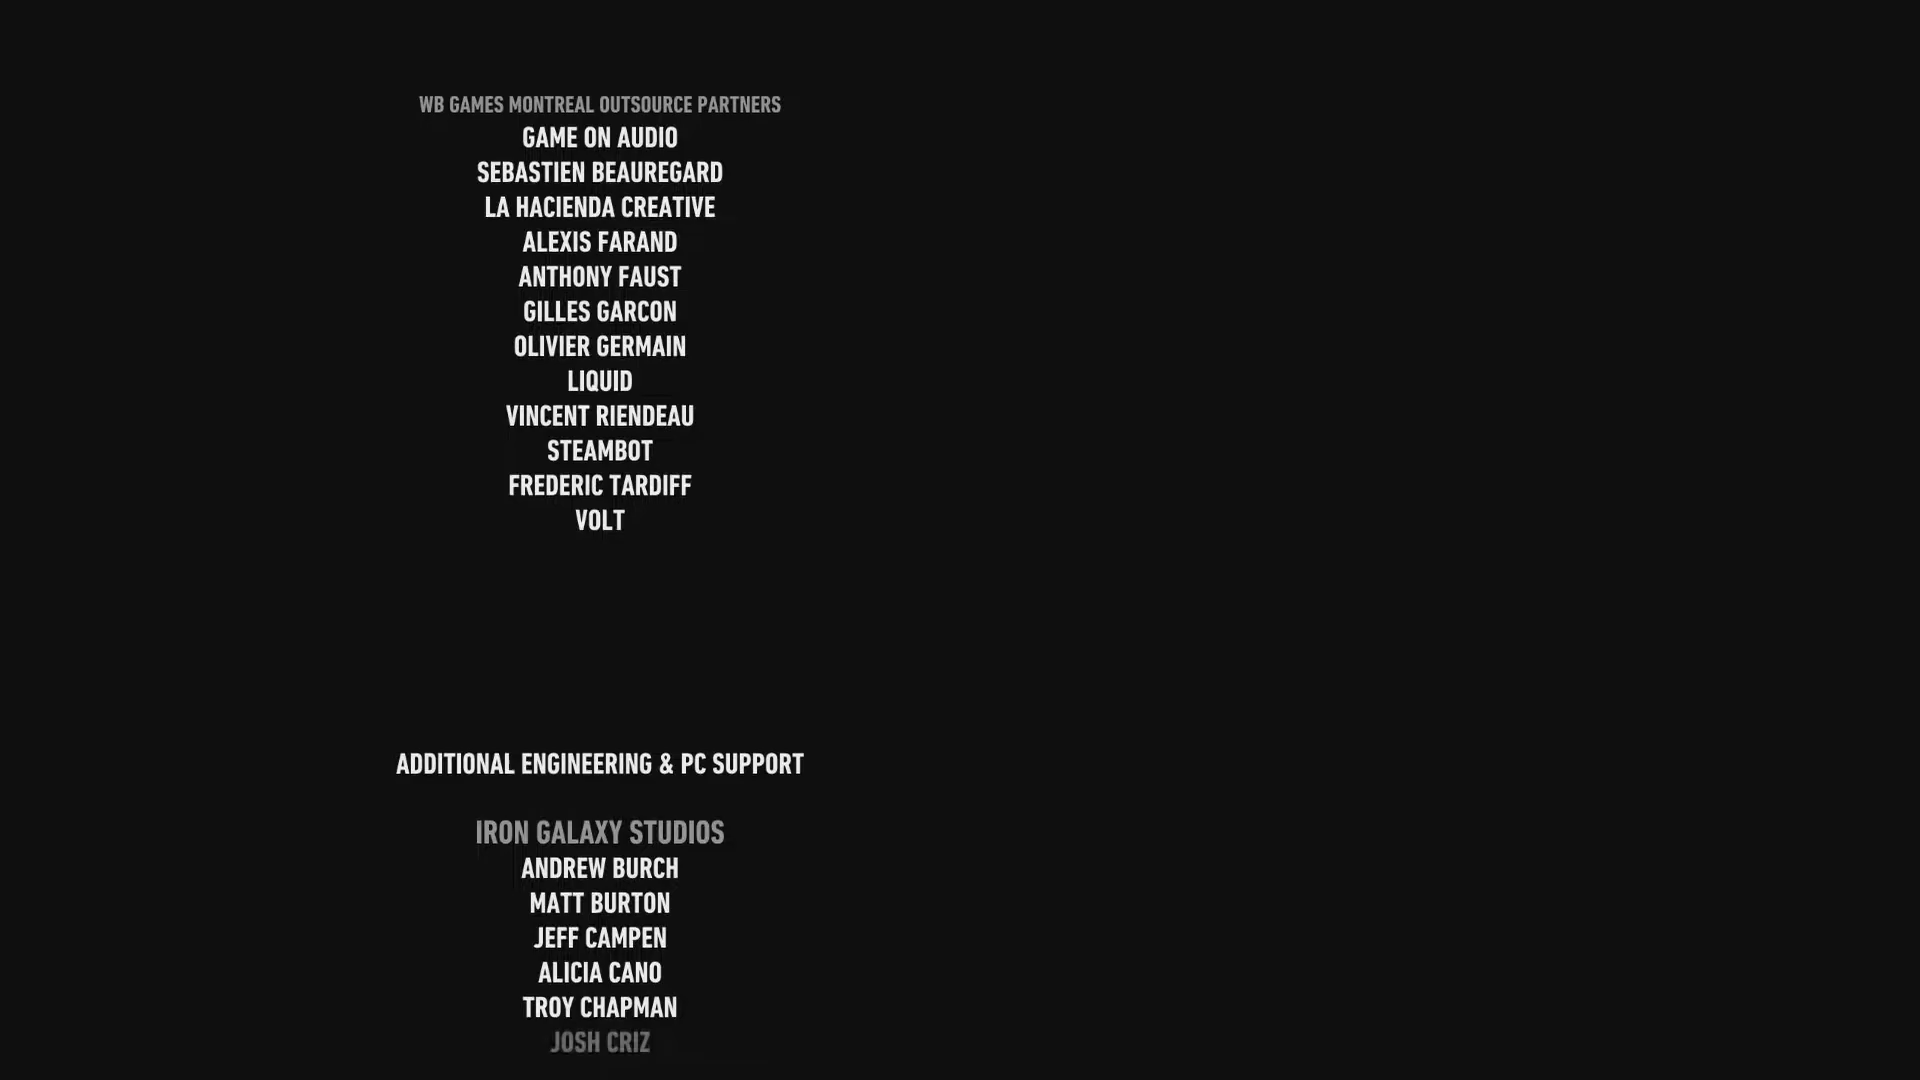 WB GAMES MONTREAL OUTSOURCE PARTNERS
GAME ON AUDIO
SEBASTIEN BEAUREGARD
LA HACIENDA CREATIVE
ALEXIS FARAND
ANTHONY FAUST
GILLES GARCON
OLIVIER GERMAIN
LIQUID
VINCENT RIENDEAU
STEAMBOT
FREDERIC TARDIFF
VOLT
ADDITIONAL ENGINEERING & PC SUPPORT
IRON GALAXY STUDIOS
ANDREW BURCH
MATT BURTON
JEFF CAMPEN
ALICIA CANO
TROY CHAPMAN
JOSH CRIZ